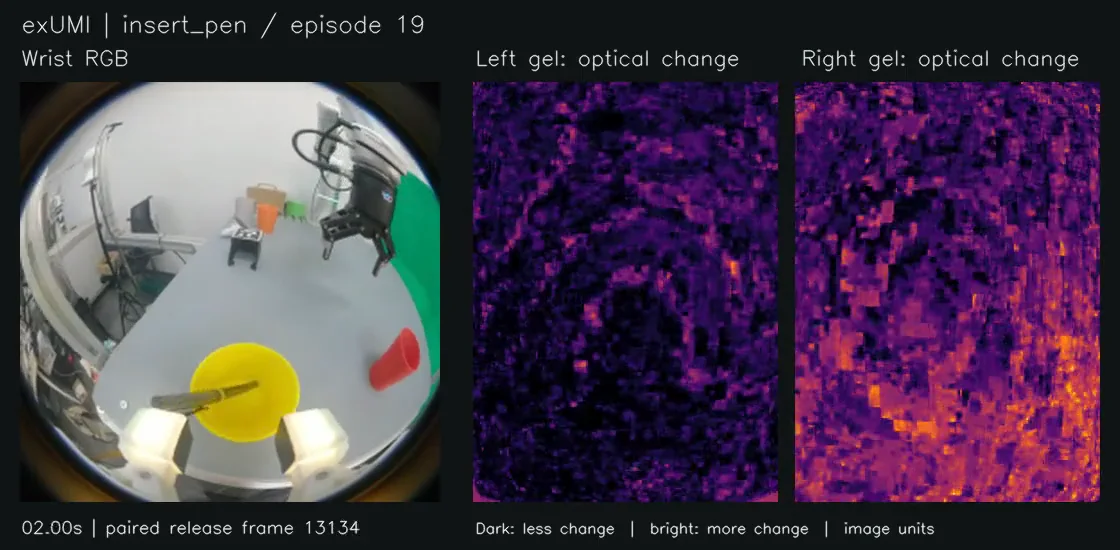 exUMI | insert_pen / episode 19
Wrist RGB
Left gel: optical change
Right gel: optical change
02.00s | paired release frame 13134
Dark: less change | bright: more change | image units